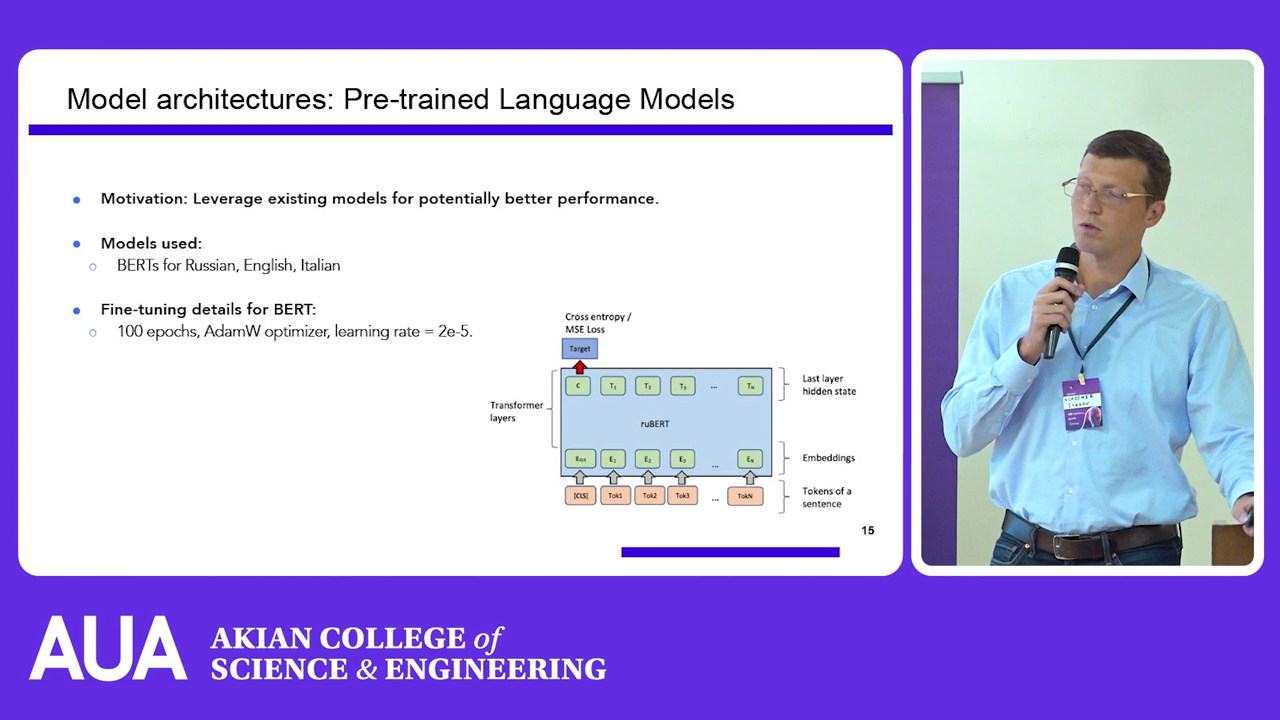 Model architectures: Pre-trained Language Models
● Motivation: Leverage existing models for potentially better performance.
● Models used:
○ BERTs for Russian, English, Italian
● Fine-tuning details for BERT:
○ 100 epochs, AdamW optimizer, learning rate = 2e-5.
Cross entropy /
MSE Loss
Target
C T1 T2 T3 ... TN
Last layer
hidden state
Transformer
layers
ruBERT
E[CLS] E1 E2 E3 ... EN
Embeddings
[CLS] Tok1 Tok2 Tok3 ... TokN
Tokens of a
sentence
15
VLADIMIR
IVANOV
AUA
AKIAN COLLEGE of
SCIENCE & ENGINEERING